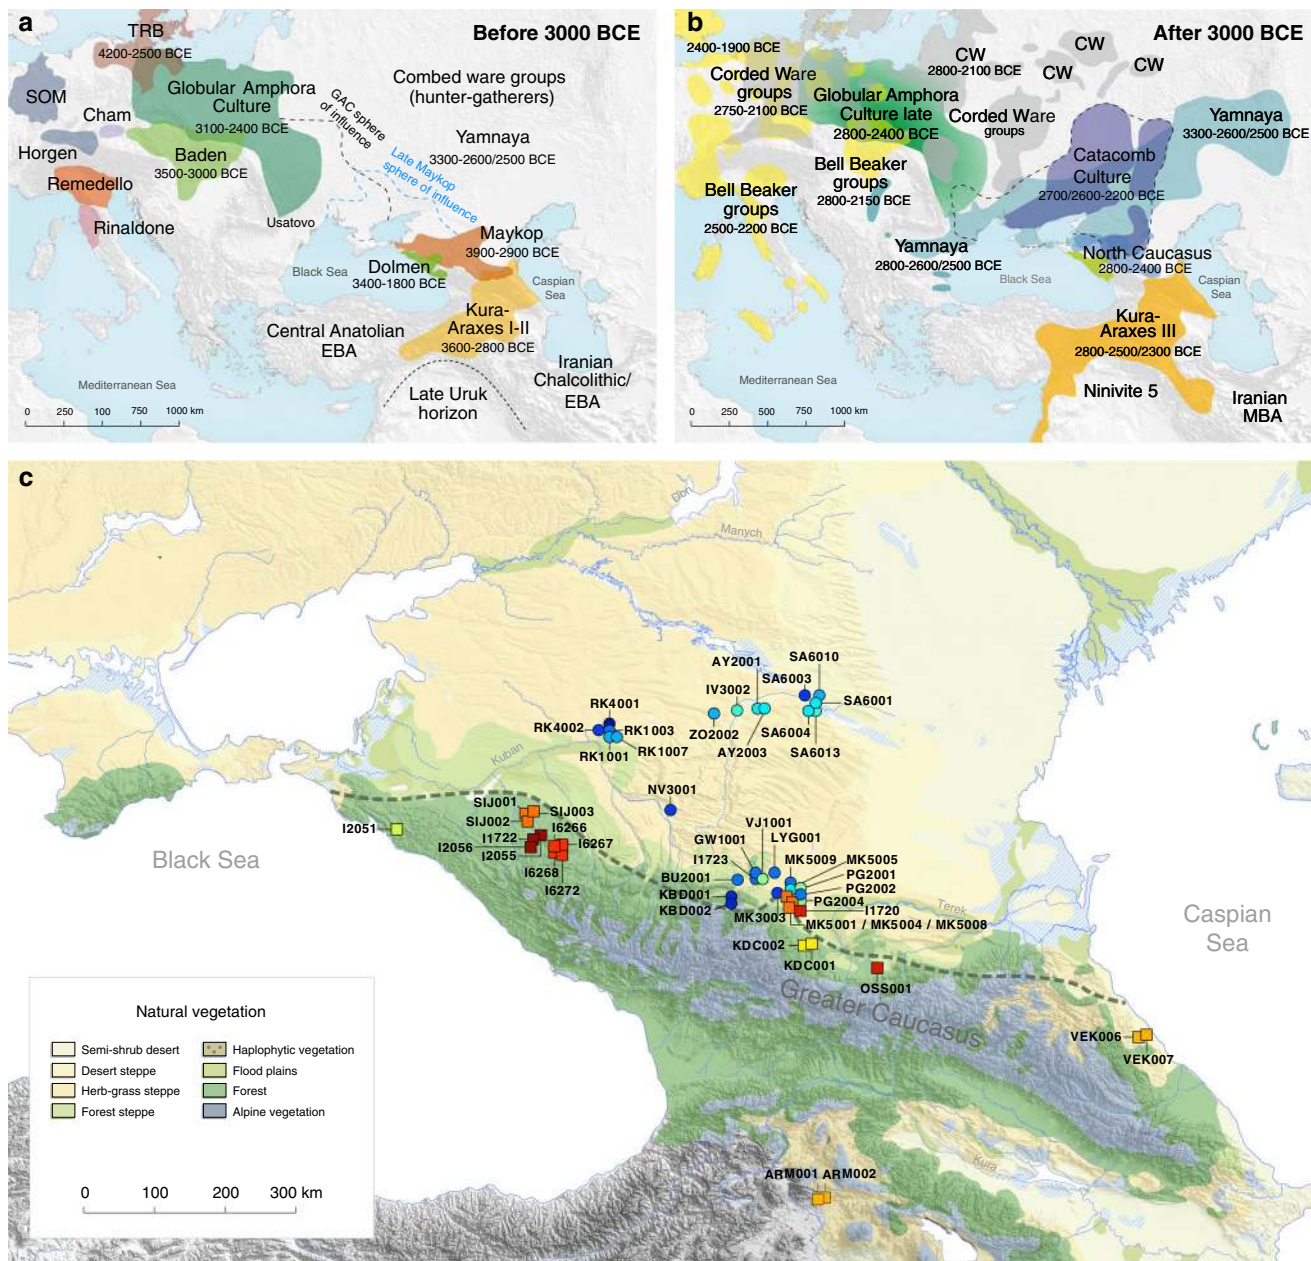 a
Before 3000 BCE
TRB
4200-2500 BCE
SOM
Cham
Horgen
Globular Amphora
Culture
3100-2400 BCE
Baden
3500-3000 BCE
Remedello
Rinaldone
Usatovo
GAC sphere
of influence
Combed ware groups
(hunter-gatherers)
Yamnaya
3300-2600/2500 BCE
Late Maykop
sphere of influence
Maykop
3900-2900 BCE
Black Sea
Dolmen
3400-1800 BCE
Caspian
Sea
Kura-
Araxes I-II
3600-2800 BCE
Central Anatolian
EBA
Iranian
Chalcolithic/
EBA
Late Uruk
horizon
Mediterranean Sea
0 250 100 750 1000 km
b
After 3000 BCE
2400-1900 BCE
Corded Ware
groups
2750-2100 BCE
Globular Amphora
Culture late
2800-2400 BCE
CW
2800-2100 BCE
CW
CW
CW
Corded Ware
groups
Yamnaya
3300-2600/2500 BCE
Catacomb
Culture
2700/2600-2200 BCE
Bell Beaker
groups
2800-2150 BCE
Bell Beaker
groups
2500-2200 BCE
Yamnaya
2800-2600/2500 BCE
North Caucasus
2800-2400 BCE
Black Sea
Caspian
Sea
Kura-
Araxes III
2800-2500/2300 BCE
Ninivite 5
Iranian
MBA
Mediterranean Sea
0 250 500 750 1000 km
c
Don
Manych
Kuban
Terek
Kura
Black Sea
Caspian
Sea
Greater Caucasus
SA6010
AY2001
SA6003
IV3002
SA6001
RK4001
RK4002
RK1003
ZO2002
SA6004
RK1007
AY2003
SA6013
RK1001
NV3001
SIJ001
SIJ003
SIJ002
I6266
I2051
I1722
I6267
I2056
I2055
I6268
I6272
VJ1001
GW1001
LYG001
I1723
MK5009
MK5005
BU2001
PG2001
KBD001
PG2002
KBD002
PG2004
MK3003
I1720
MK5001 / MK5004 / MK5008
KDC002
KDC001
OSS001
VEK006
VEK007
ARM001
ARM002
Natural vegetation
Semi-shrub desert
Desert steppe
Herb-grass steppe
Forest steppe
Haplophytic vegetation
Flood plains
Forest
Alpine vegetation
0 100 200 300 km